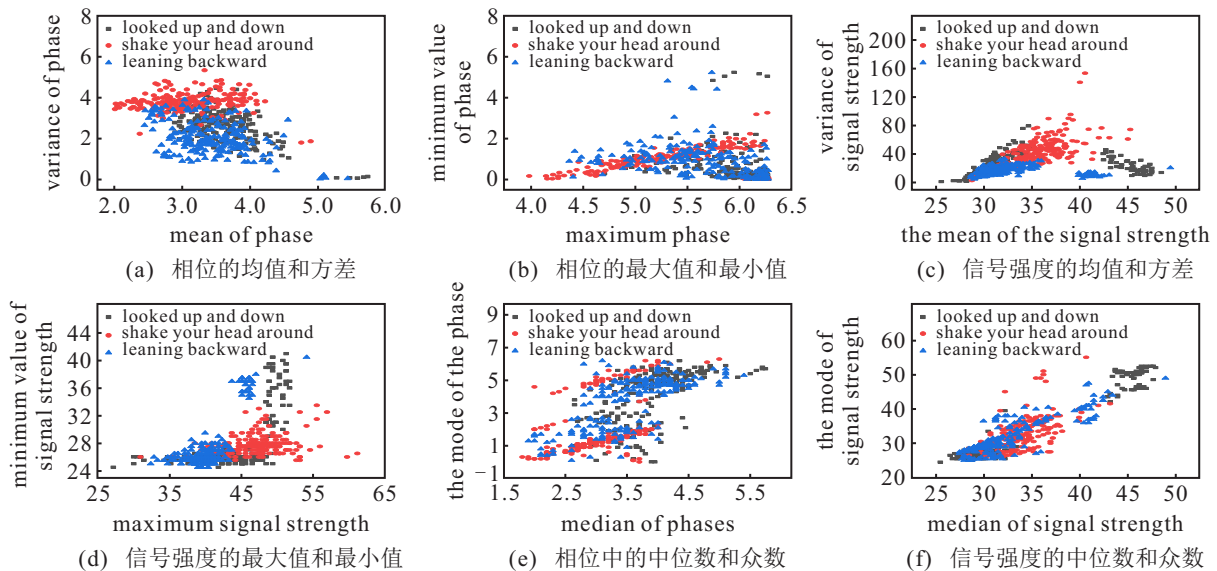 variance of phase
8
6
4
2
0
looked up and down
shake your head around
leaning backward
2.0 3.0 4.0 5.0 6.0
mean of phase
(a) 相位的均值和方差
minimum value
of phase
8
6
4
2
0
looked up and down
shake your head around
leaning backward
4.0 4.5 5.0 5.5 6.0 6.5
maximum phase
(b) 相位的最大值和最小值
variance of
signal strength
200
160
120
80
40
0
looked up and down
shake your head around
leaning backward
25 30 35 40 45 50
the mean of the signal strength
(c) 信号强度的均值和方差
minimum value of
signal strength
44
40
36
32
28
24
looked up and down
shake your head around
leaning backward
25 35 45 55 65
maximum signal strength
(d) 信号强度的最大值和最小值
the mode of the phase
9
7
5
3
1
−1
looked up and down
shake your head around
leaning backward
1.5 2.5 3.5 4.5 5.5
median of phases
(e) 相位中的中位数和众数
the mode of
signal strength
60
50
40
30
20
looked up and down
shake your head around
leaning backward
25 30 35 40 45 50
median of signal strength
(f) 信号强度的中位数和众数